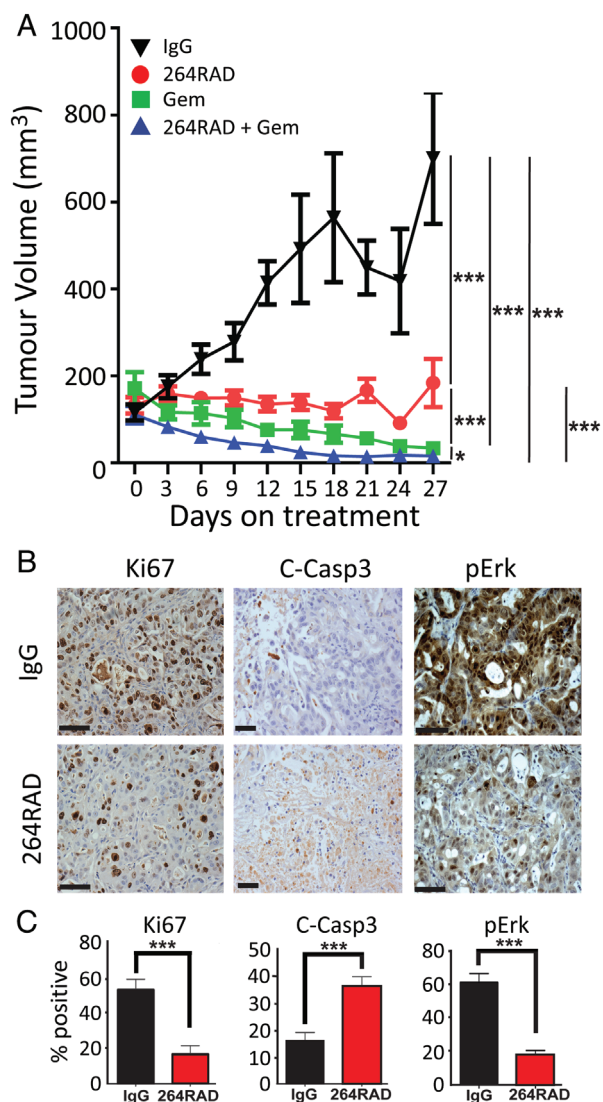 A
1000
800
600
400
200
0
Tumour Volume (mm³)
IgG
264RAD
Gem
264RAD + Gem
***
***
***
***
***
*
0 3 6 9 12 15 18 21 24 27
Days on treatment
B
Ki67 C-Casp3 pErk
IgG
264RAD
C
Ki67 C-Casp3 pErk
% positive
80
60
40
20
0
***
IgG 264RAD
50
40
30
20
10
0
***
IgG 264RAD
80
60
40
20
0
***
IgG 264RAD